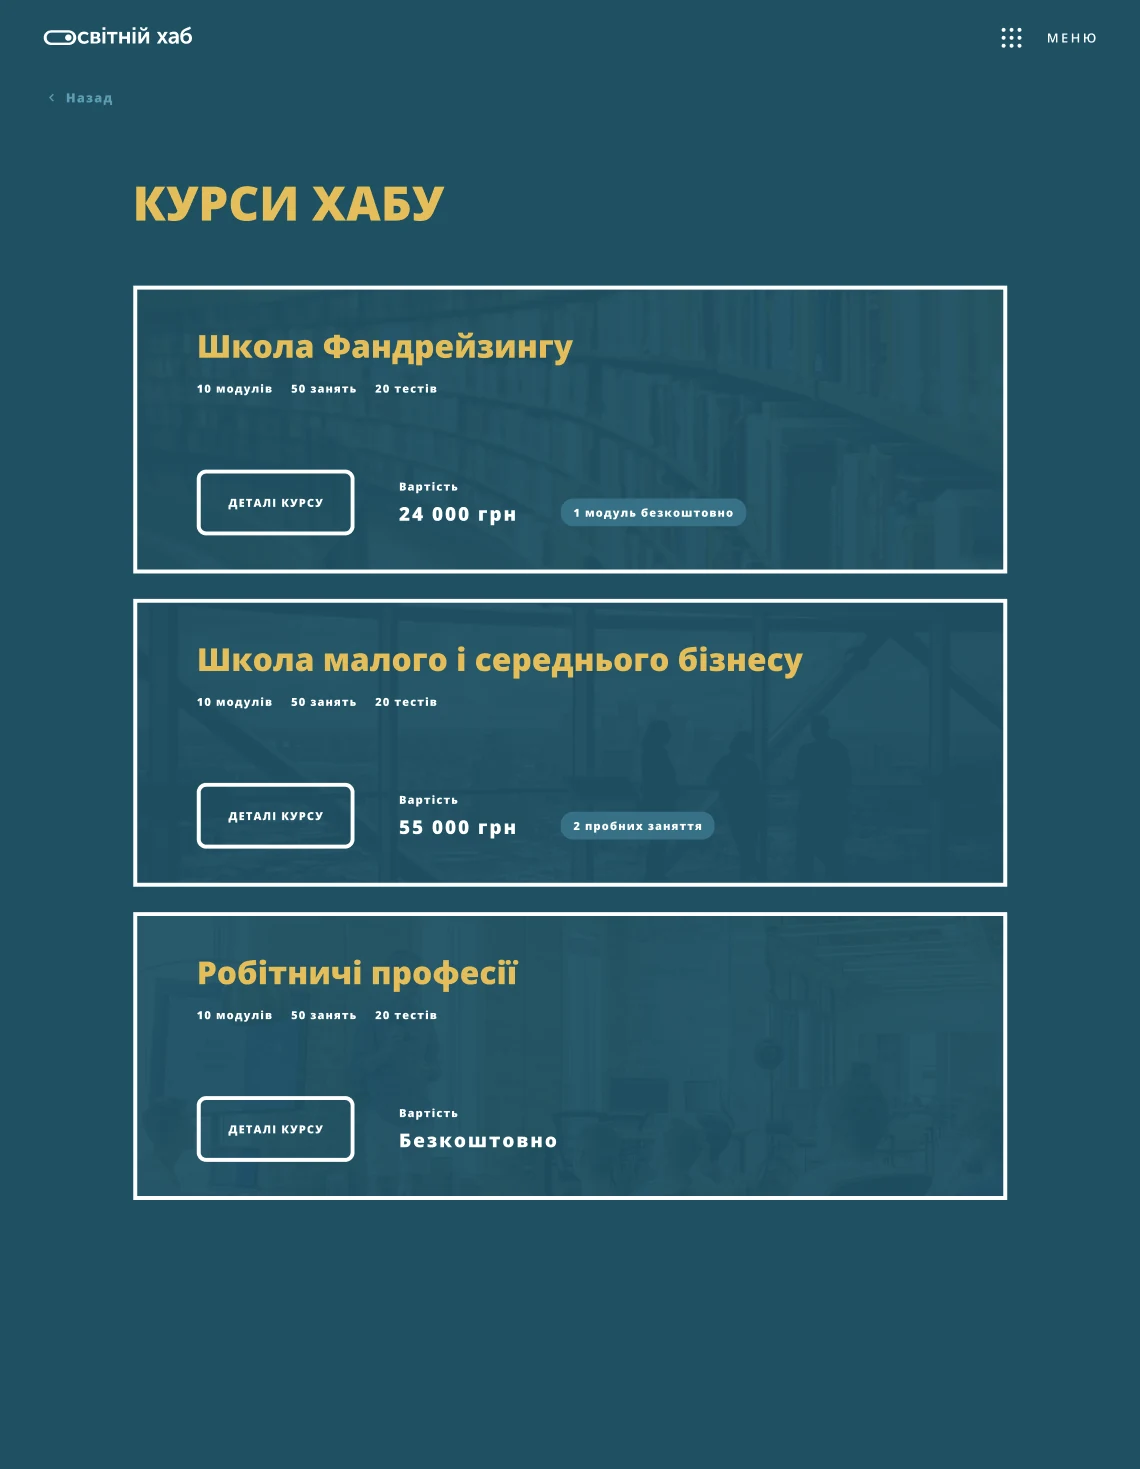 Освітній хаб
МЕНЮ
Назад
КУРСИ ХАБУ
Школа Фандрейзингу
10 модулів 50 занять 20 тестів
ДЕТАЛІ КУРСУ
Вартість
24 000 грн
1 модуль безкоштовно
Школа малого і середнього бізнесу
10 модулів 50 занять 20 тестів
ДЕТАЛІ КУРСУ
Вартість
55 000 грн
2 пробних заняття
Робітничі професії
10 модулів 50 занять 20 тестів
ДЕТАЛІ КУРСУ
Вартість
Безкоштовно